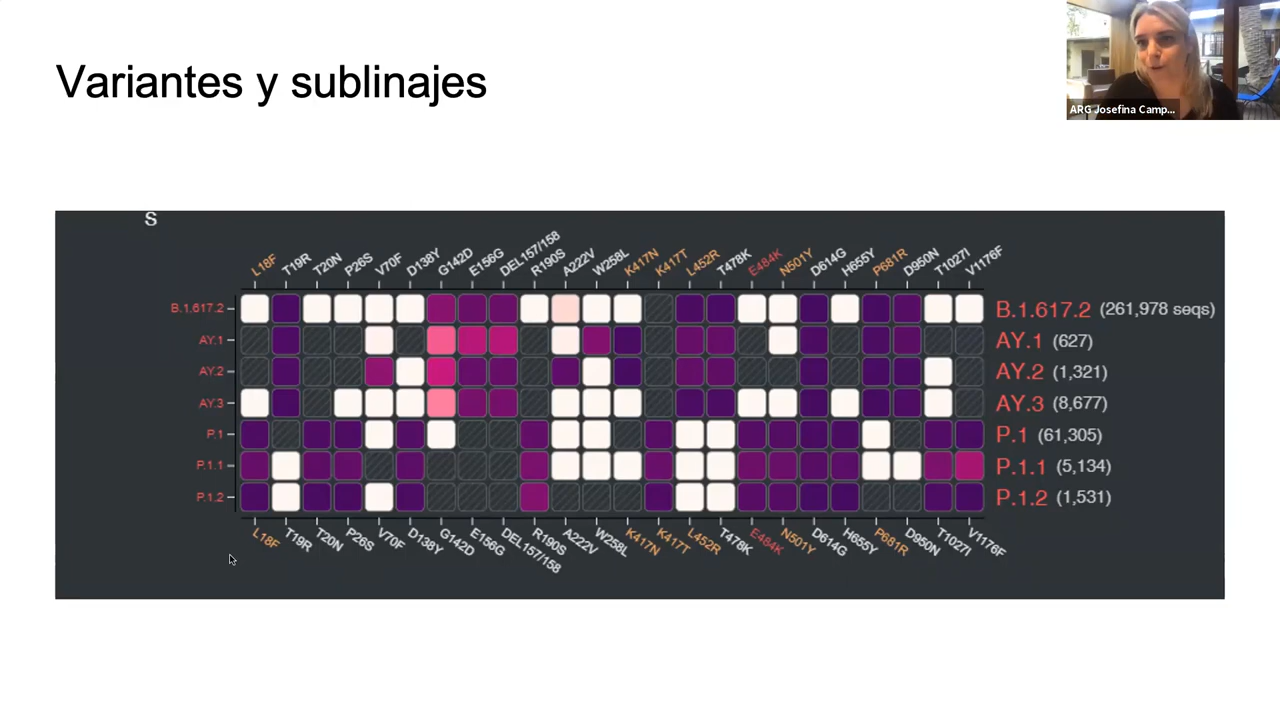 ARG Josefina Camp...
Variantes y sublinajes
S
L18F T19R T20N P26S V70F D138Y G142D E156G DEL157/158 R190S A222V W258L K417N K417T L452R T478K E484K N501Y D614G H655Y P681R D950N T1027I V1176F
B.1.617.2 B.1.617.2 (261,978 seqs)
AY.1 AY.1 (627)
AY.2 AY.2 (1,321)
AY.3 AY.3 (8,677)
P.1 P.1 (61,305)
P.1.1 P.1.1 (5,134)
P.1.2 P.1.2 (1,531)
L18F T19R T20N P26S V70F D138Y G142D E156G DEL157/158 R190S A222V W258L K417N K417T L452R T478K E484K N501Y D614G H655Y P681R D950N T1027I V1176F